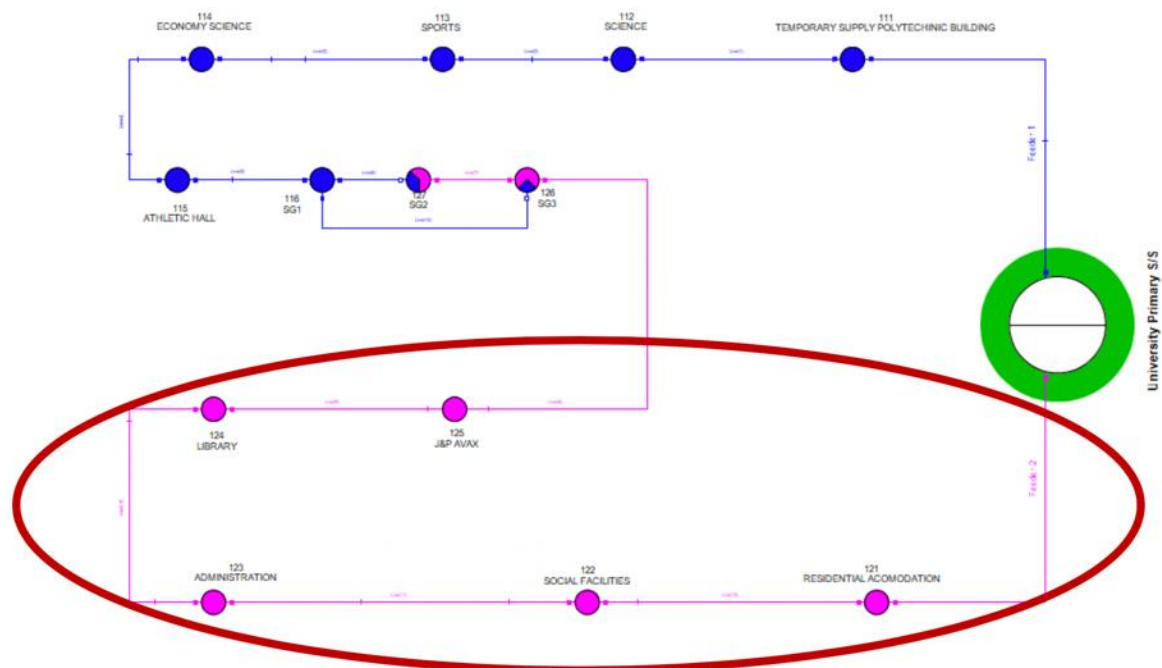 114
ECONOMY SCIENCE
113
SPORTS
112
SCIENCE
111
TEMPORARY SUPPLY POLYTECHINIC BUILDING
Feeder 1
115
ATHLETIC HALL
116
SG1
127
SG2
126
SG3
University Primary S/S
124
LIBRARY
125
J&P AVAX
Feeder 2
123
ADMINISTRATION
122
SOCIAL FACILITIES
121
RESIDENTIAL ACOMODATION